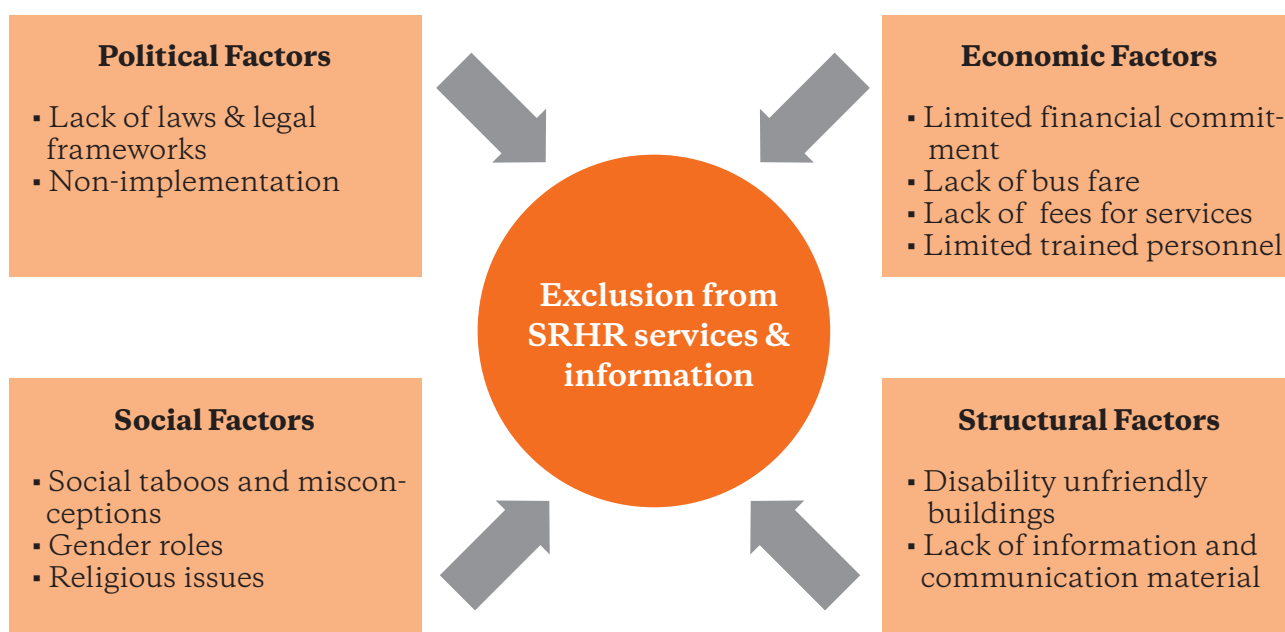 Political Factors
▪ Lack of laws & legal
frameworks
▪ Non-implementation
Economic Factors
▪ Limited financial commit-
ment
▪ Lack of bus fare
▪ Lack of  fees for services
▪ Limited trained personnel
Exclusion from
SRHR services &
information
Social Factors
▪ Social taboos and miscon-
ceptions
▪ Gender roles
▪ Religious issues
Structural Factors
▪ Disability unfriendly
buildings
▪ Lack of information and
communication material